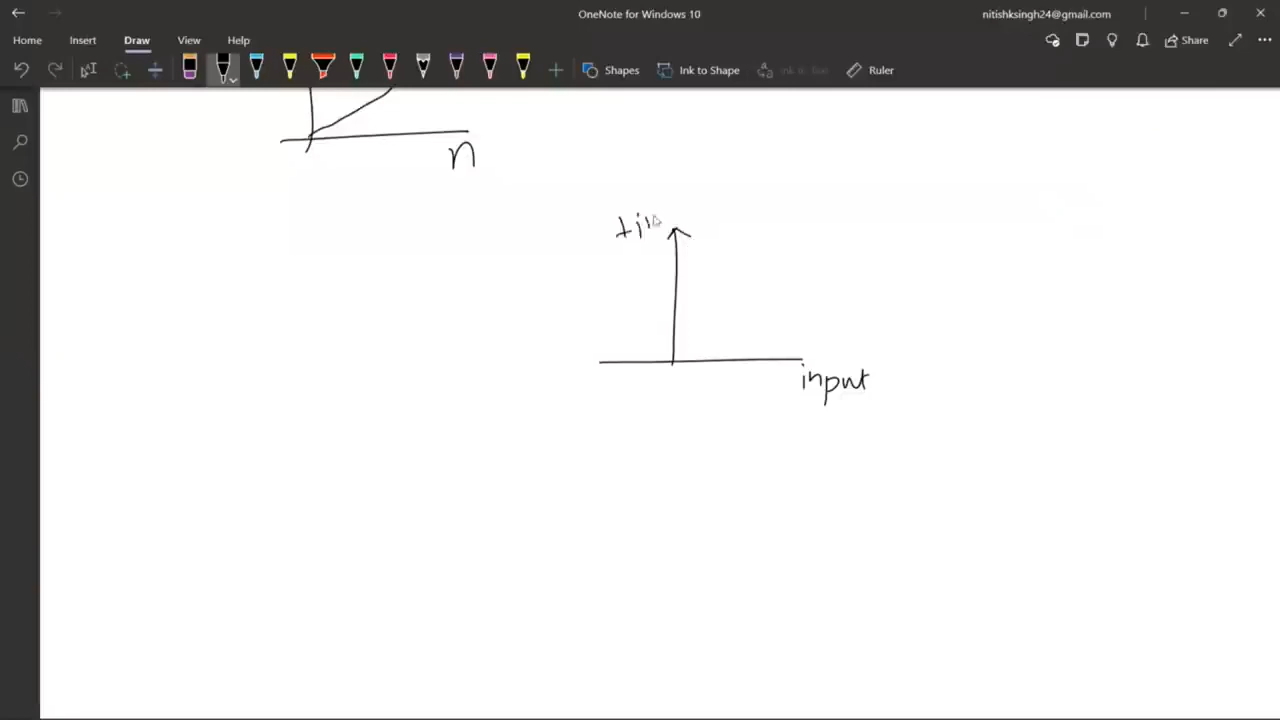 OneNote for Windows 10
nitishksingh24@gmail.com
Home Insert Draw View Help
Share
Shapes
Ink to Shape
Ruler
n
input